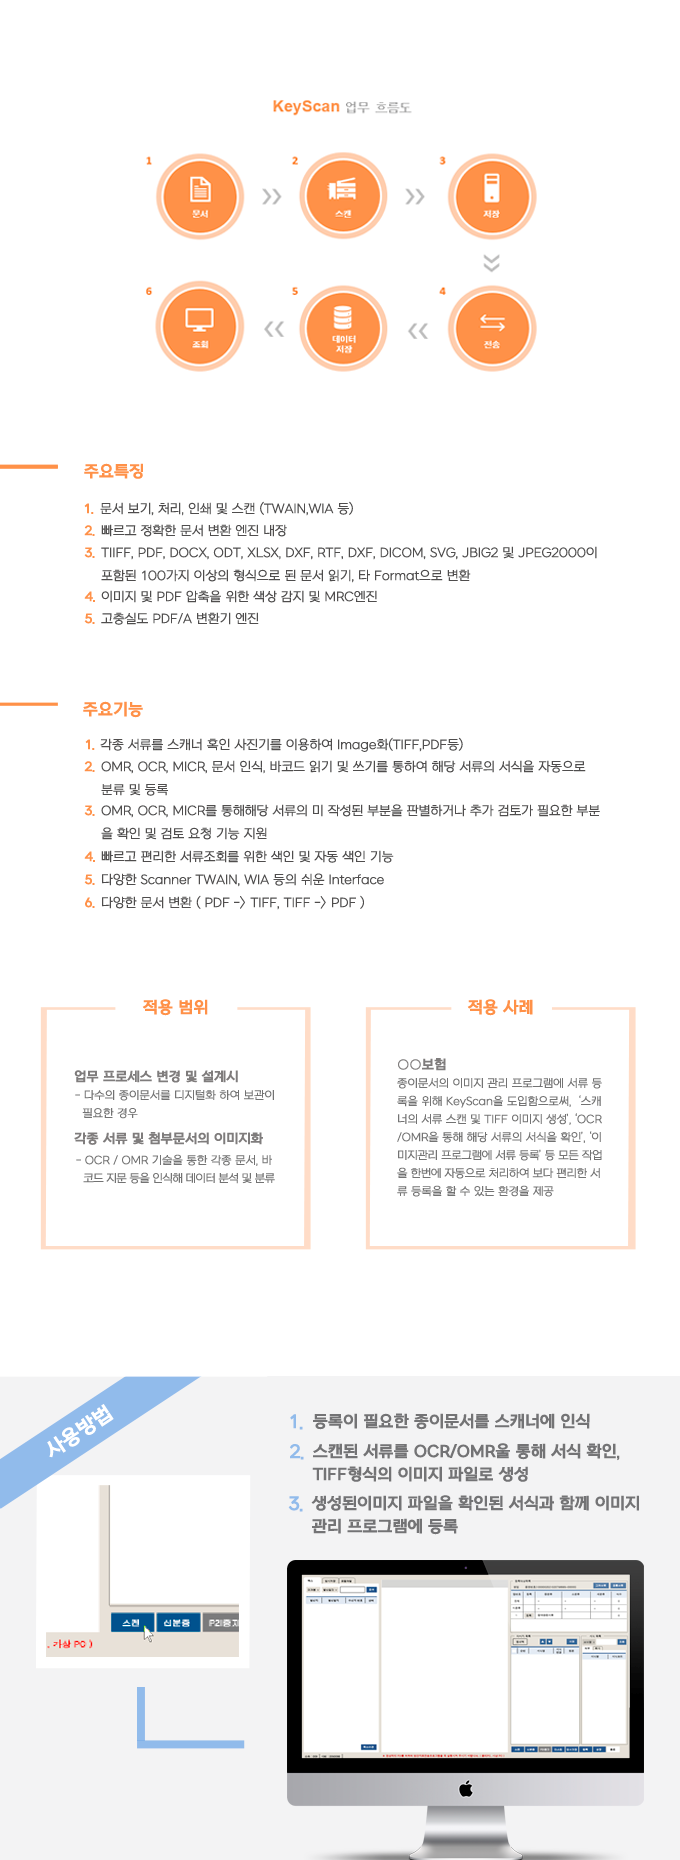 KeyScan 업무 흐름도
1
문서
2
스캔
3
저장
6
조회
5
데이터
저장
4
전송
주요특징
1. 문서 보기, 처리, 인쇄 및 스캔 (TWAIN,WIA 등)
2. 빠르고 정확한 문서 변환 엔진 내장
3. TIIFF, PDF, DOCX, ODT, XLSX, DXF, RTF, DXF, DICOM, SVG, JBIG2 및 JPEG2000이
포함된 100가지 이상의 형식으로 된 문서 읽기, 타 Format으로 변환
4. 이미지 및 PDF 압축을 위한 색상 감지 및 MRC엔진
5. 고충실도 PDF/A 변환기 엔진
주요기능
1. 각종 서류를 스캐너 혹인 사진기를 이용하여 Image화(TIFF,PDF등)
2. OMR, OCR, MICR, 문서 인식, 바코드 읽기 및 쓰기를 통하여 해당 서류의 서식을 자동으로
분류 및 등록
3. OMR, OCR, MICR를 통해해당 서류의 미 작성된 부분을 판별하거나 추가 검토가 필요한 부분
을 확인 및 검토 요청 기능 지원
4. 빠르고 편리한 서류조회를 위한 색인 및 자동 색인 기능
5. 다양한 Scanner TWAIN, WIA 등의 쉬운 Interface
6. 다양한 문서 변환 ( PDF -> TIFF, TIFF -> PDF )
적용 범위
업무 프로세스 변경 및 설계시
- 다수의 종이문서를 디지털화 하여 보관이
필요한 경우
각종 서류 및 첨부문서의 이미지화
- OCR / OMR 기술을 통한 각종 문서, 바
코드 지문 등을 인식해 데이터 분석 및 분류
적용 사례
○○보험
종이문서의 이미지 관리 프로그램에 서류 등
록을 위해 KeyScan을 도입함으로써, '스캐
너의 서류 스캔 및 TIFF 이미지 생성', 'OCR
/OMR을 통해 해당 서류의 서식을 확인', '이
미지관리 프로그램에 서류 등록' 등 모든 작업
을 한번에 자동으로 처리하여 보다 편리한 서
류 등록을 할 수 있는 환경을 제공
사용방법
1. 등록이 필요한 종이문서를 스캐너에 인식
2. 스캔된 서류를 OCR/OMR을 통해 서식 확인,
TIFF형식의 이미지 파일로 생성
3. 생성된이미지 파일을 확인된 서식과 함께 이미지
관리 프로그램에 등록
스캔 신분증
. 가상 PC )